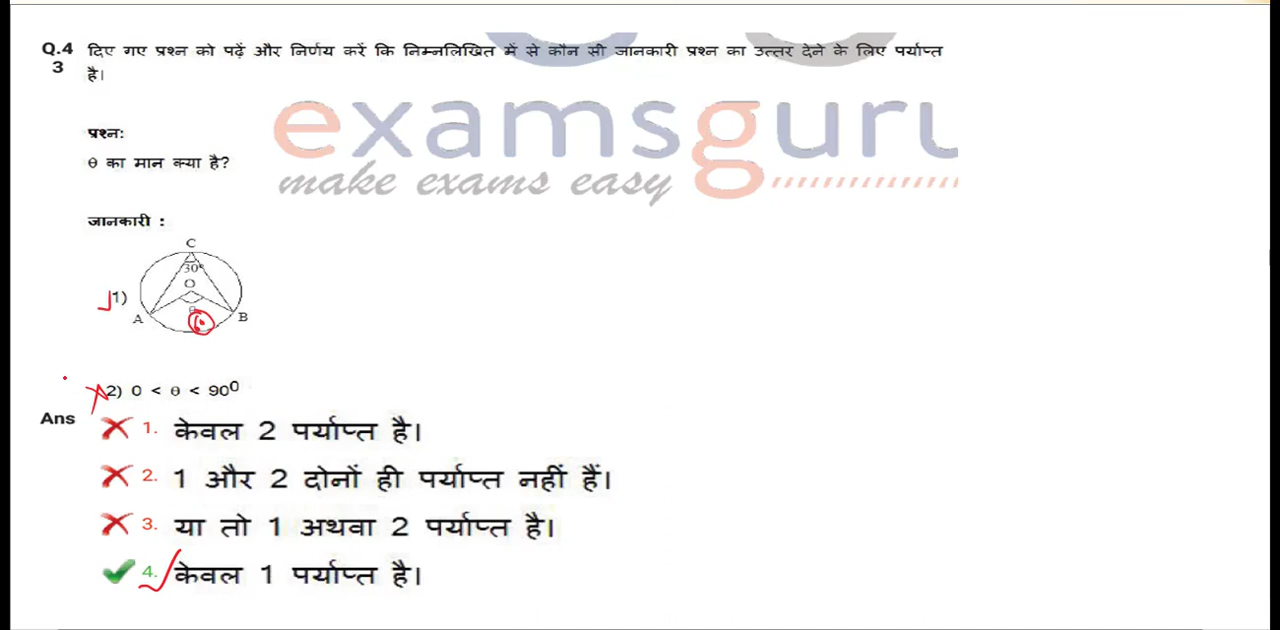 Q.4 दिए गए प्रश्न को पढ़ें और निर्णय करें कि निम्नलिखित में से कौन सी जानकारी प्रश्न का उत्तर देने के लिए पर्याप्त
3 है।
examsguru
make exams easy
प्रश्न:
θ का मान क्या है?
जानकारी :
C
30°
O
1)
θ
A B
2) 0 < θ < 90⁰
Ans
1. केवल 2 पर्याप्त है।
2. 1 और 2 दोनों ही पर्याप्त नहीं हैं।
3. या तो 1 अथवा 2 पर्याप्त है।
4. केवल 1 पर्याप्त है।